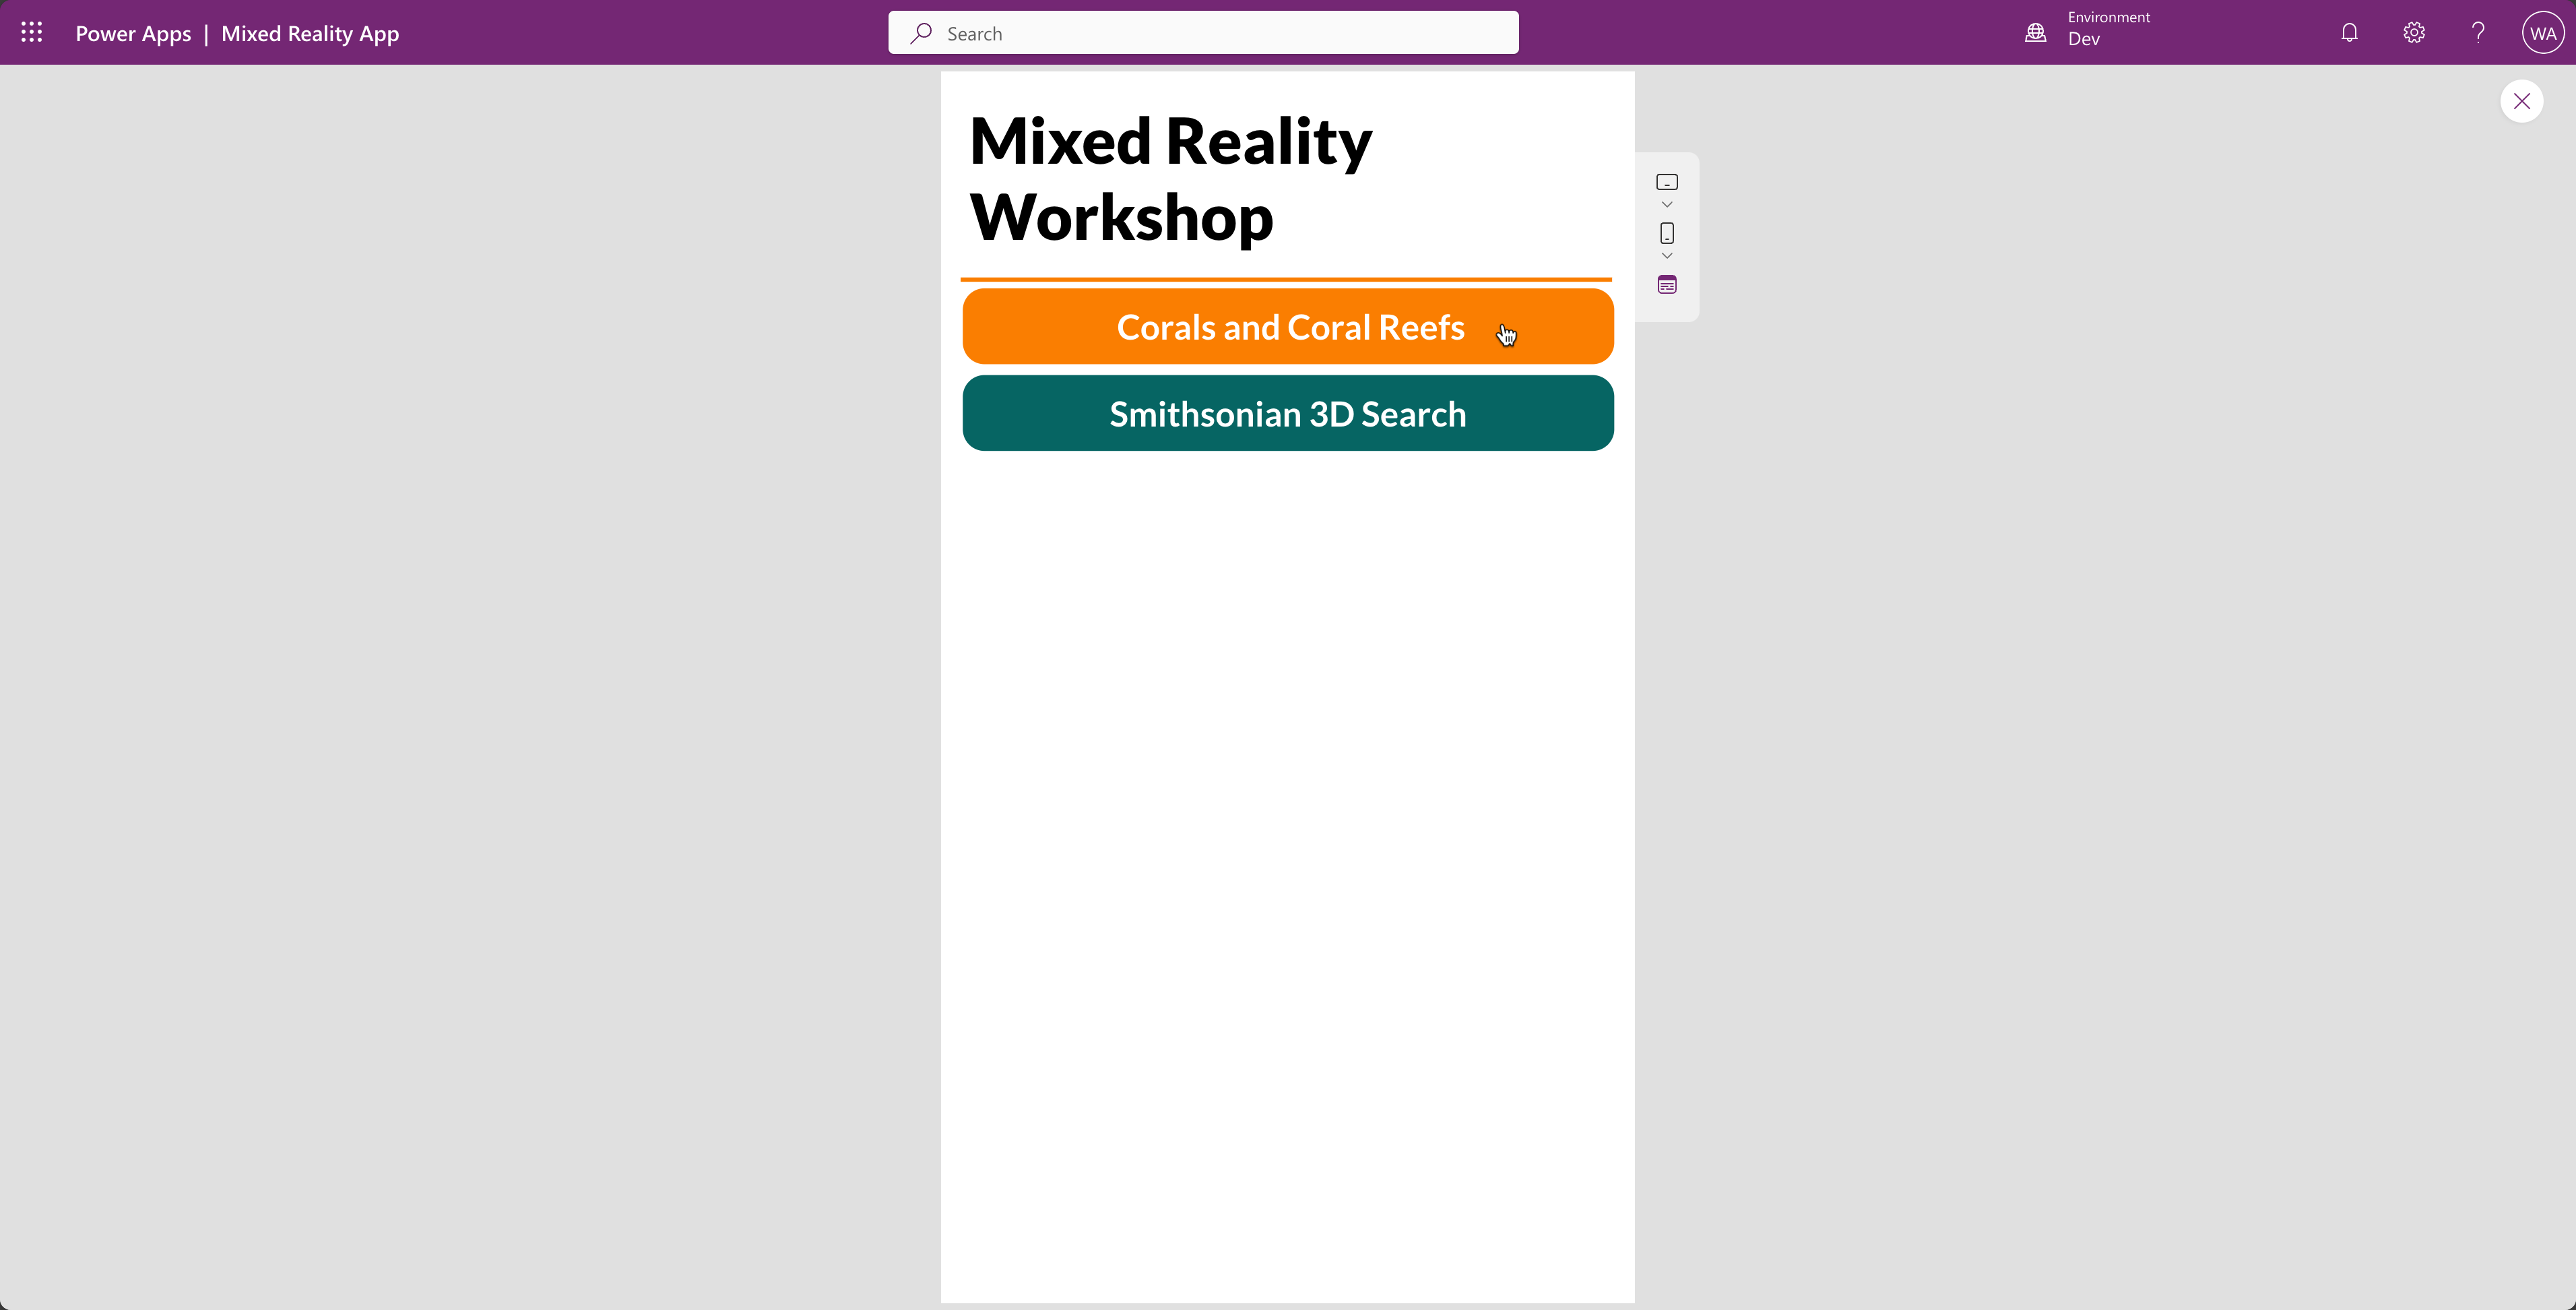 Power Apps | Mixed Reality App
Search
Environment
Dev
WA
Mixed Reality
Workshop
Corals and Coral Reefs
Smithsonian 3D Search